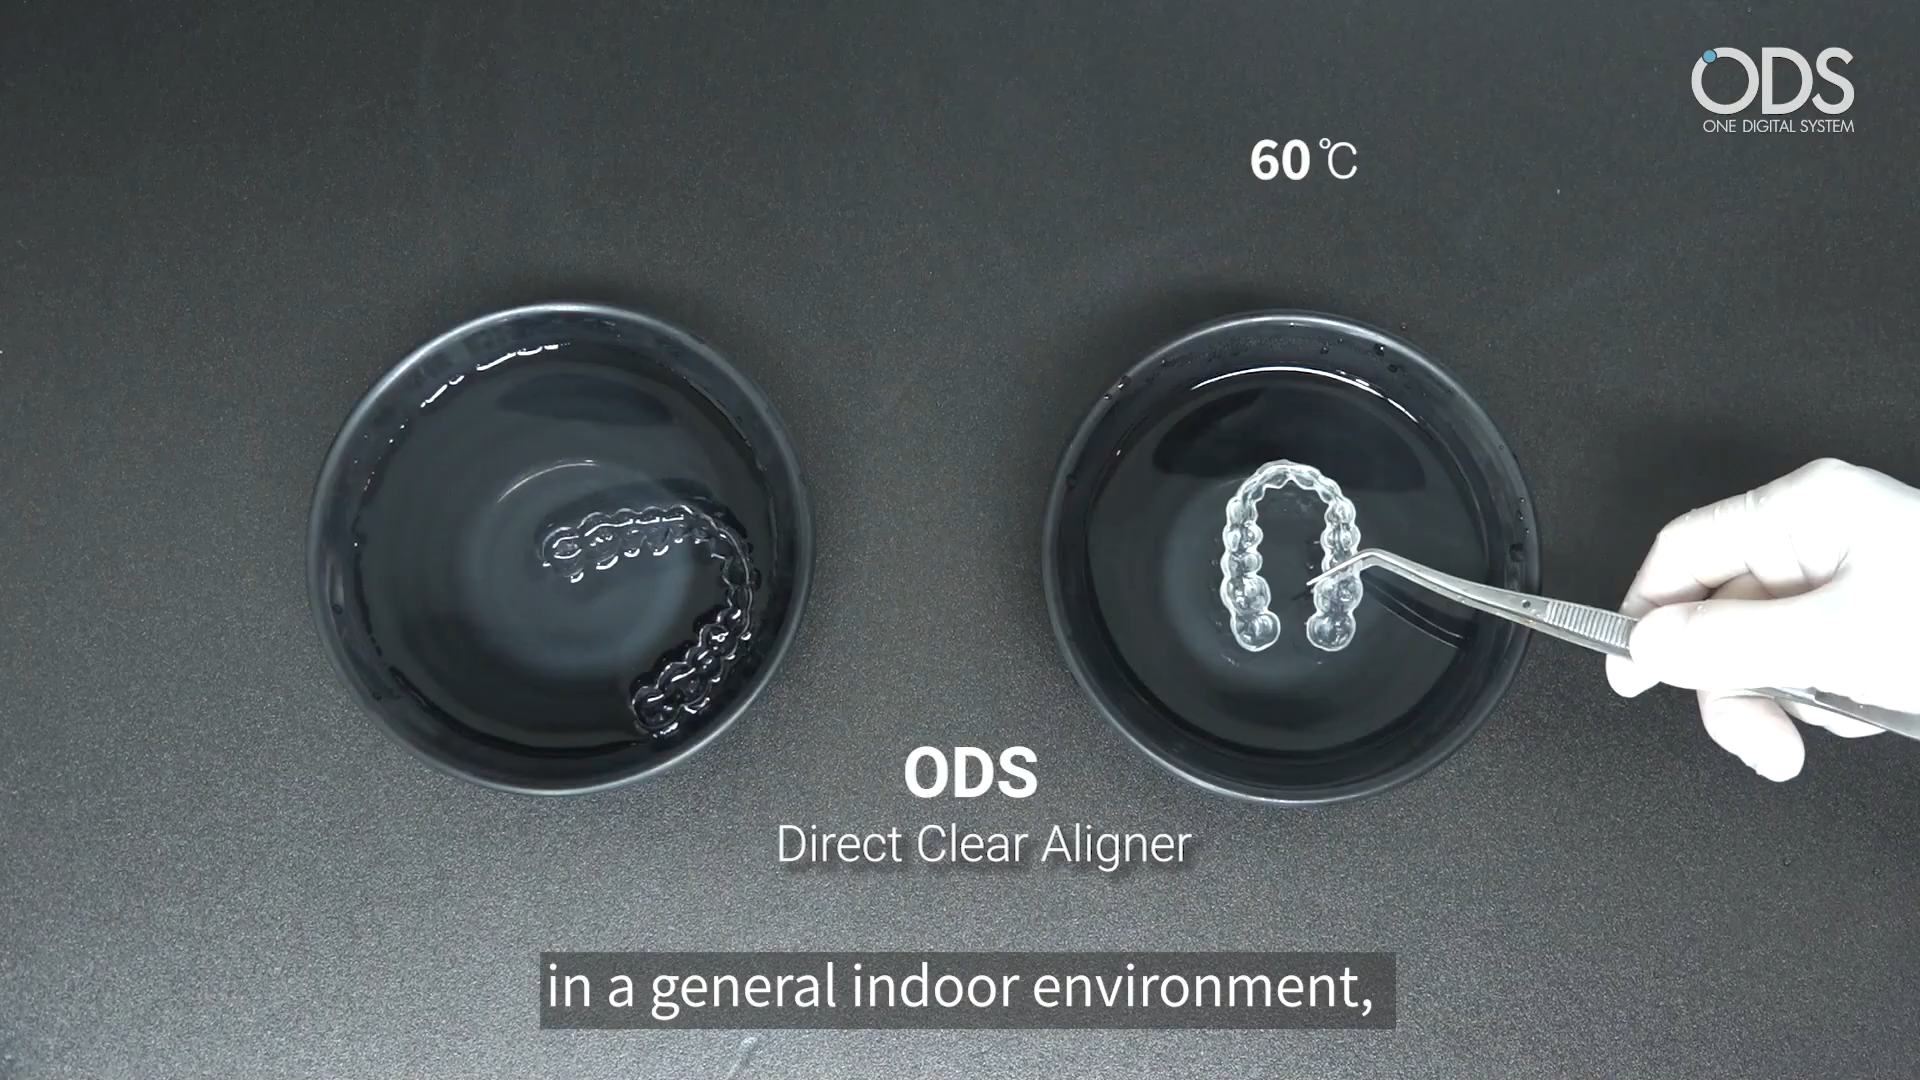 ODS
ONE DIGITAL SYSTEM
60℃
ODS
Direct Clear Aligner
in a general indoor environment,